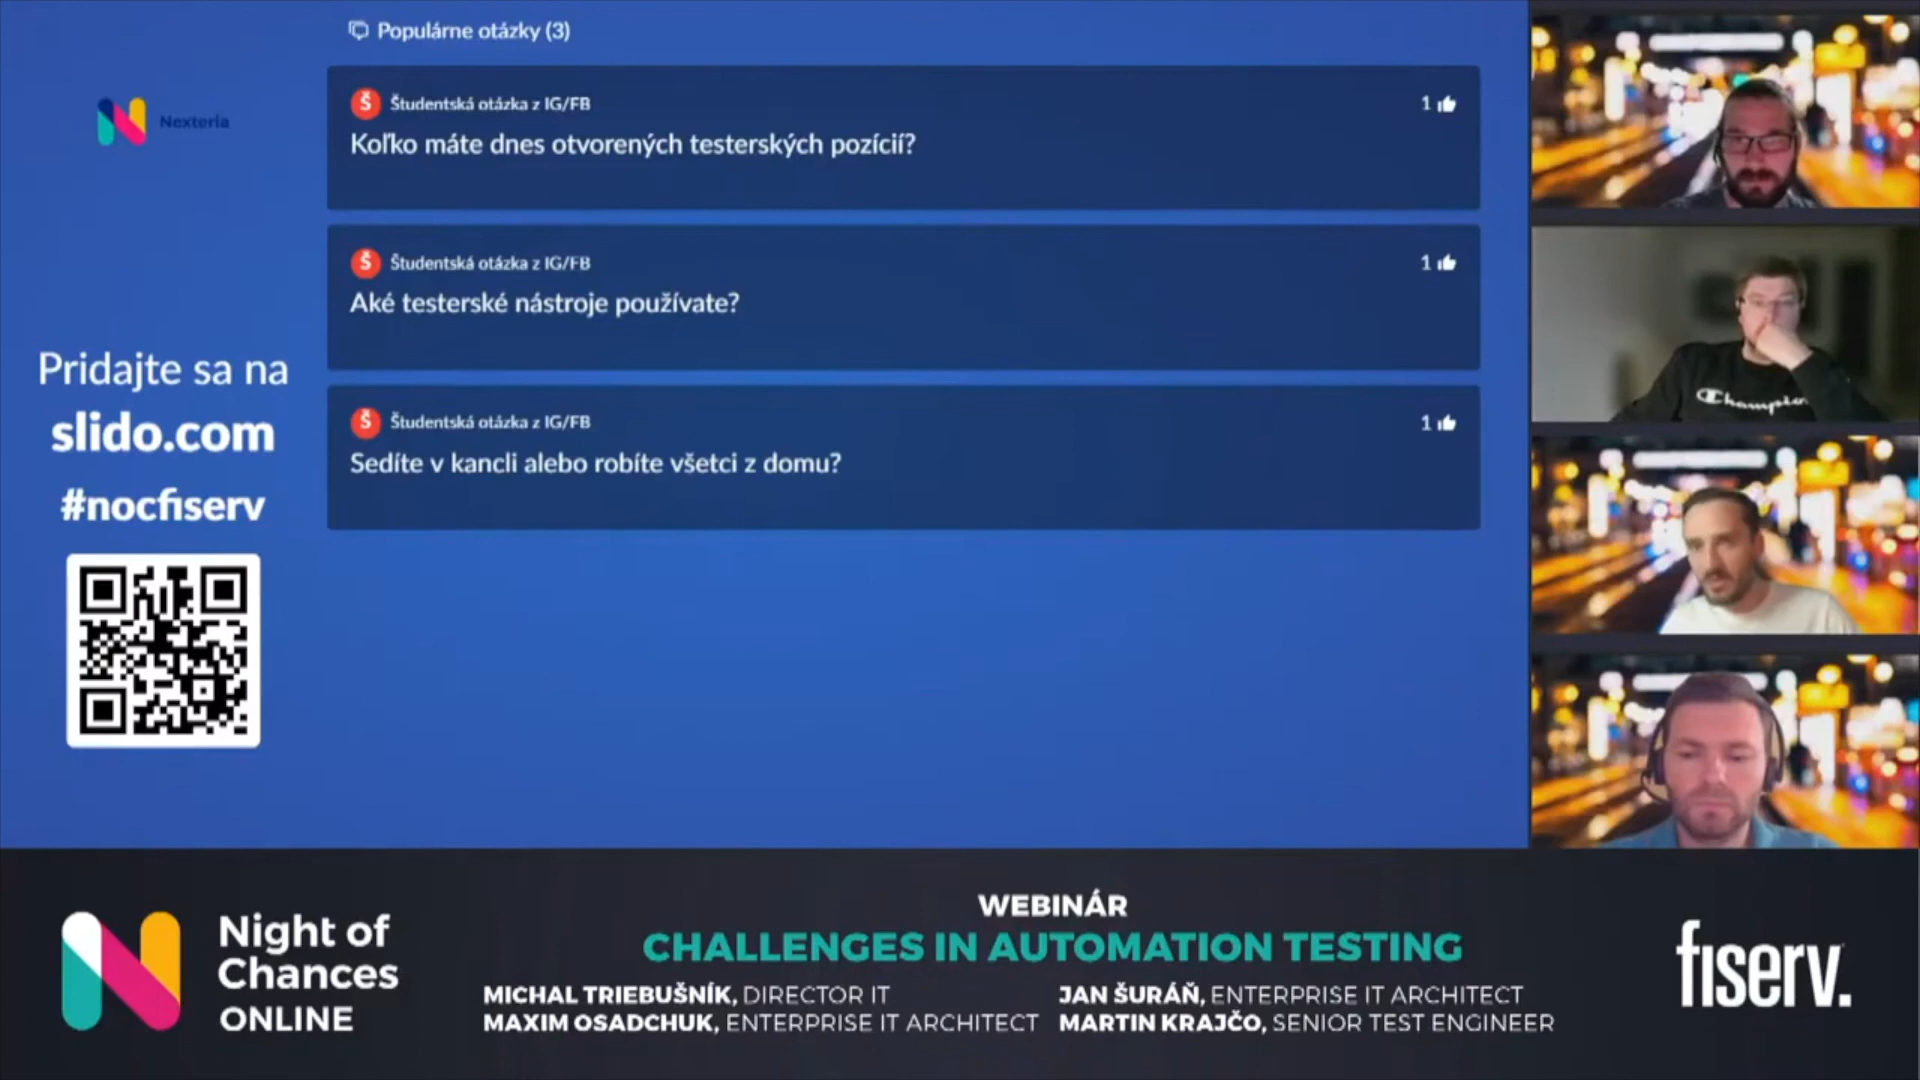 Populárne otázky (3)
Nexteria
Š Študentská otázka z IG/FB 1
Koľko máte dnes otvorených testerských pozícií?
Š Študentská otázka z IG/FB 1
Aké testerské nástroje používate?
Š Študentská otázka z IG/FB 1
Sedíte v kancli alebo robíte všetci z domu?
Pridajte sa na
slido.com
#nocfiserv
Champion
Night of
Chances
ONLINE
WEBINÁR
CHALLENGES IN AUTOMATION TESTING
MICHAL TRIEBUŠNÍK, DIRECTOR IT
MAXIM OSADCHUK, ENTERPRISE IT ARCHITECT
JAN ŠURÁŇ, ENTERPRISE IT ARCHITECT
MARTIN KRAJČO, SENIOR TEST ENGINEER
fiserv.